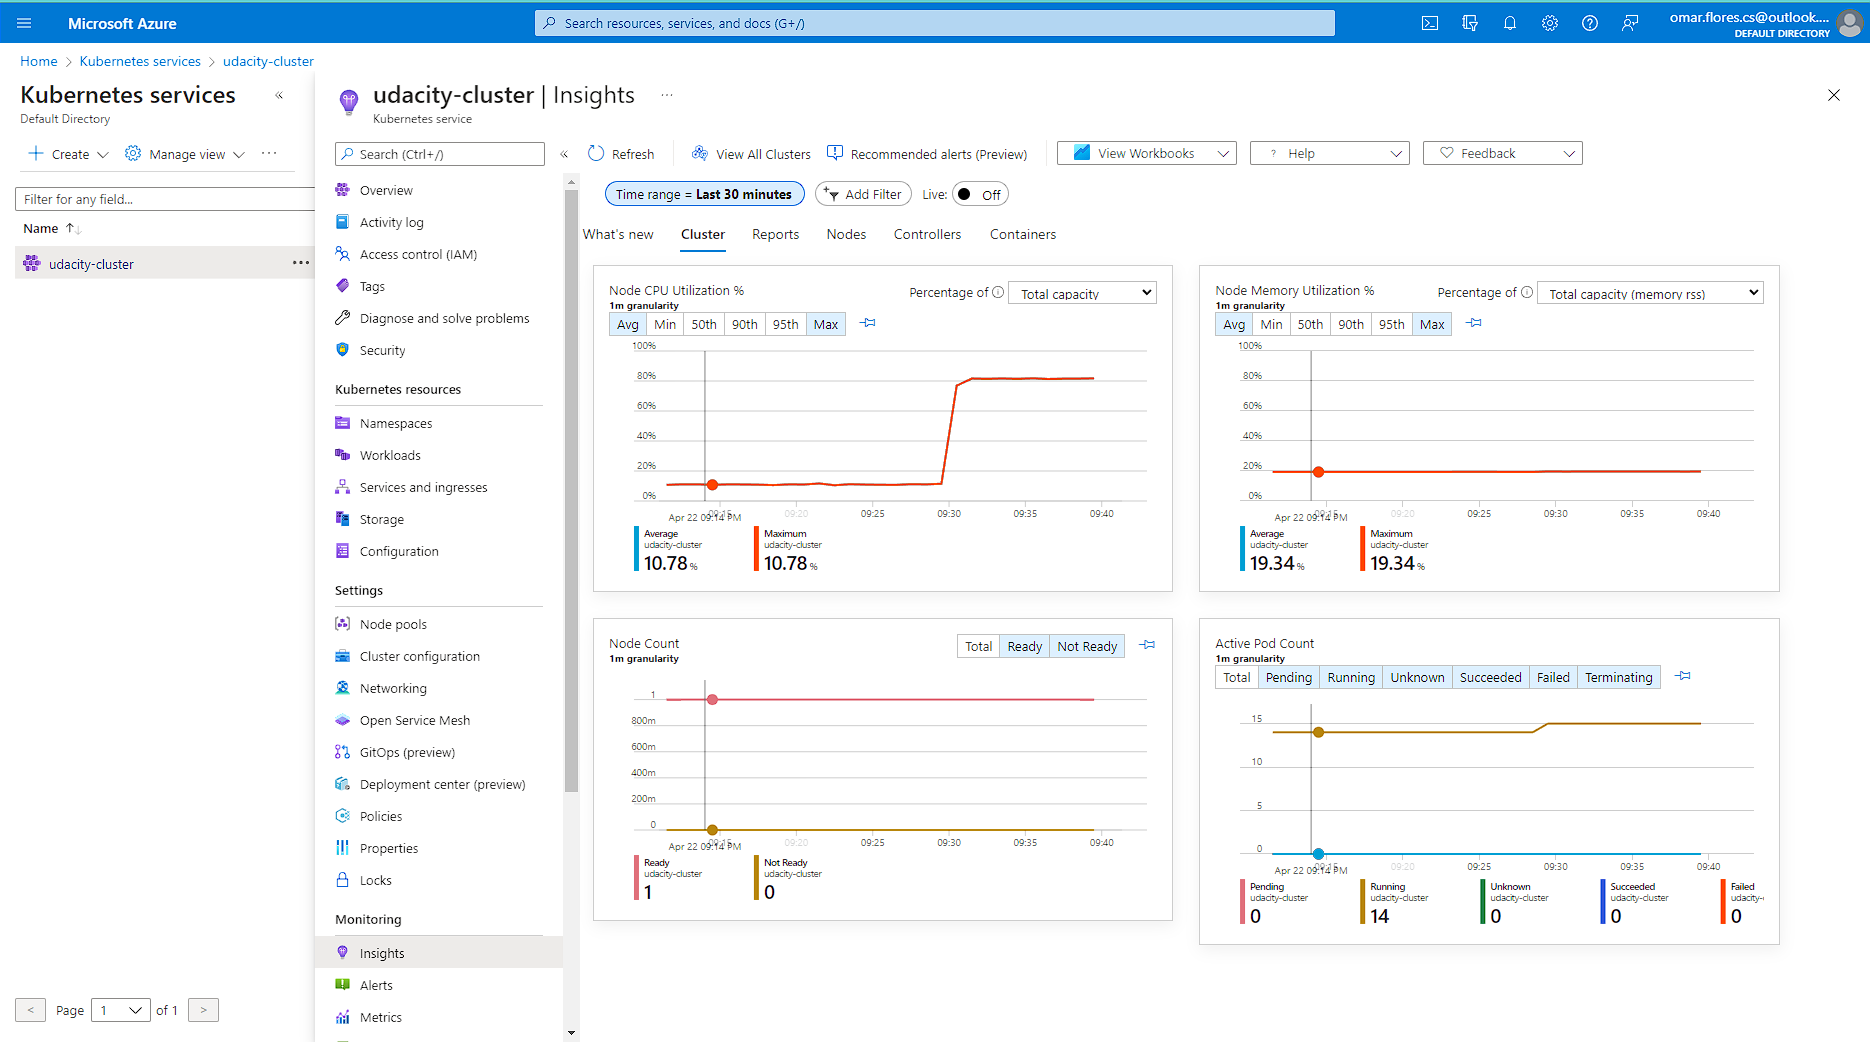 Microsoft Azure
Search resources, services, and docs (G+/)
omar.flores.cs@outlook....
DEFAULT DIRECTORY
Home > Kubernetes services > udacity-cluster
Kubernetes services
«
Default Directory
Create
Manage view
...
Filter for any field...
Name ↑↓
udacity-cluster
...
< Page 1 of 1 >
udacity-cluster | Insights
...
Kubernetes service
Search (Ctrl+/)
«
Overview
Activity log
Access control (IAM)
Tags
Diagnose and solve problems
Security
Kubernetes resources
Namespaces
Workloads
Services and ingresses
Storage
Configuration
Settings
Node pools
Cluster configuration
Networking
Open Service Mesh
GitOps (preview)
Deployment center (preview)
Policies
Properties
Locks
Monitoring
Insights
Alerts
Metrics
Refresh
View All Clusters
Recommended alerts (Preview)
View Workbooks
? Help
Feedback
Time range = Last 30 minutes
Add Filter
Live: Off
What's new
Cluster
Reports
Nodes
Controllers
Containers
Node CPU Utilization %
1m granularity
Percentage of
Total capacity
Avg Min 50th 90th 95th Max
100%
80%
60%
40%
20%
0%
09:15 09:20 09:25 09:30 09:35 09:40
Apr 22 09:14 PM
Average
udacity-cluster
10.78 %
Maximum
udacity-cluster
10.78 %
Node Memory Utilization %
1m granularity
Percentage of
Total capacity (memory rss)
Avg Min 50th 90th 95th Max
100%
80%
60%
40%
20%
0%
09:15 09:20 09:25 09:30 09:35 09:40
Apr 22 09:14 PM
Average
udacity-cluster
19.34 %
Maximum
udacity-cluster
19.34 %
Node Count
1m granularity
Total Ready Not Ready
1
800m
600m
400m
200m
0
09:15 09:20 09:25 09:30 09:35 09:40
Apr 22 09:14 PM
Ready
udacity-cluster
1
Not Ready
udacity-cluster
0
Active Pod Count
1m granularity
Total Pending Running Unknown Succeeded Failed Terminating
15
10
5
0
09:15 09:20 09:25 09:30 09:35 09:40
Apr 22 09:14 PM
Pending
udacity-cluster
0
Running
udacity-cluster
14
Unknown
udacity-cluster
0
Succeeded
udacity-cluster
0
Failed
udacity-
0